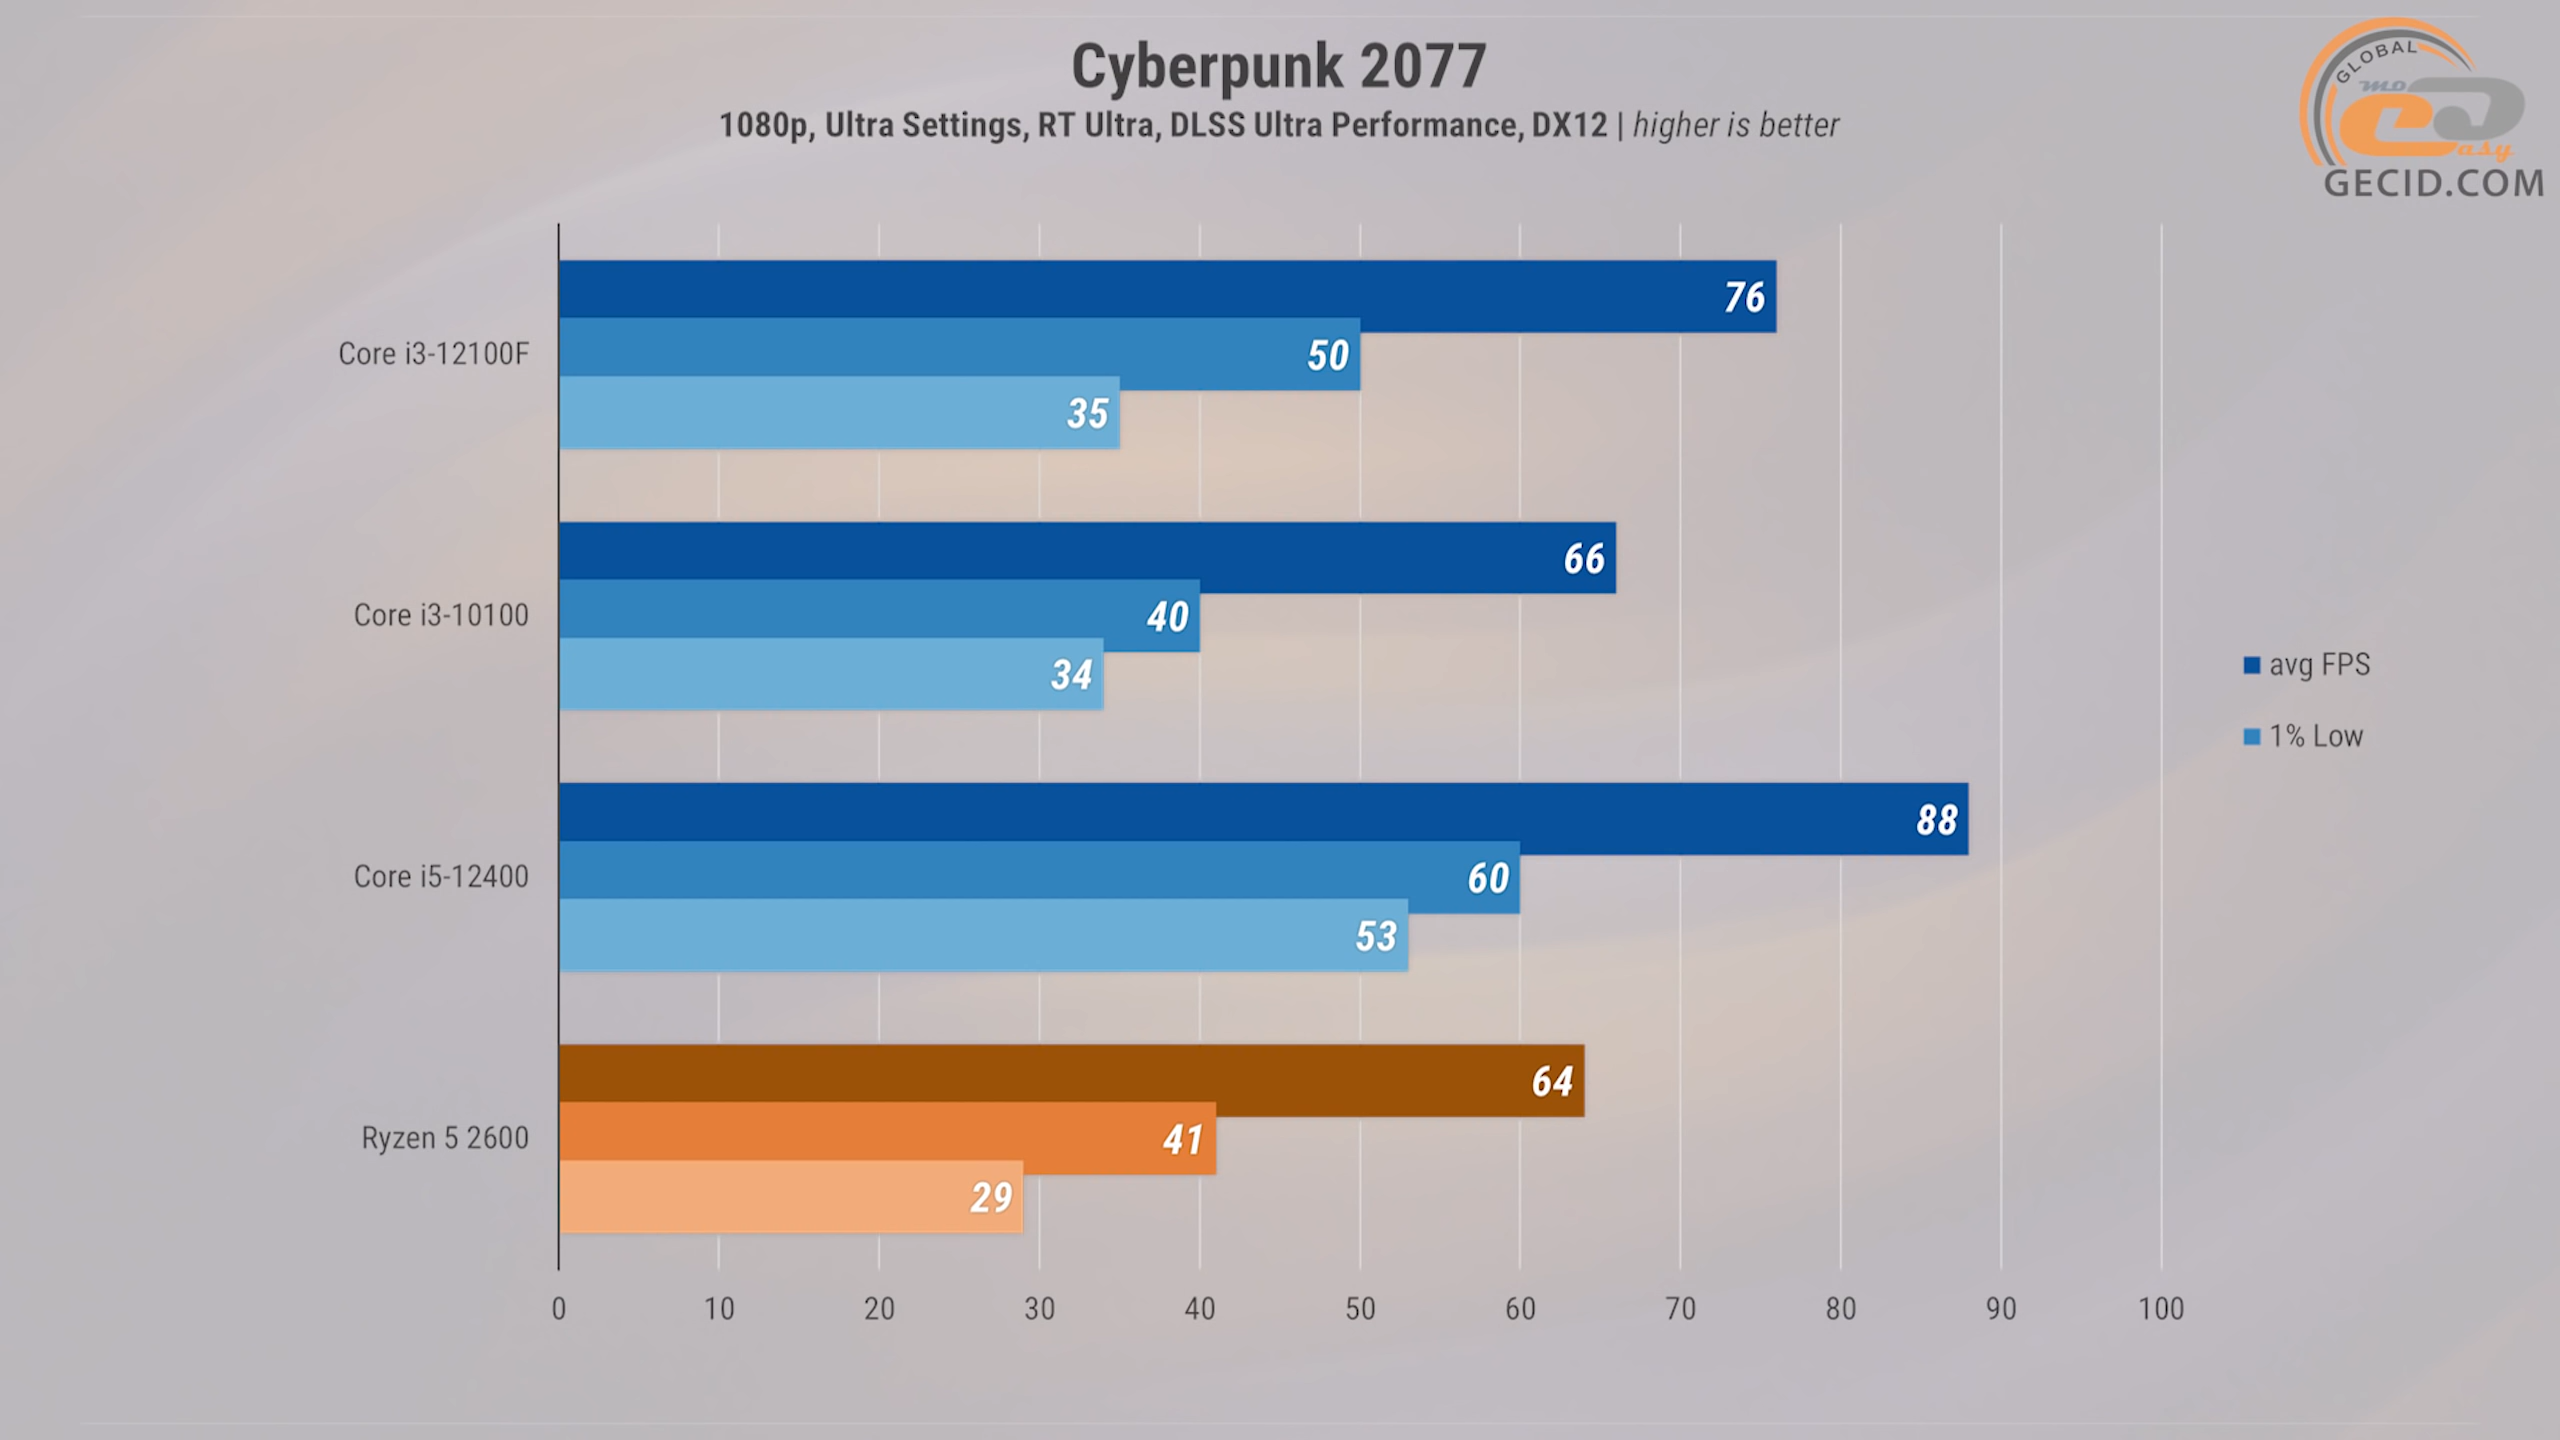 Cyberpunk 2077
1080p, Ultra Settings, RT Ultra, DLSS Ultra Performance, DX12 | higher is better
GLOBAL
mo
easy
GECID.COM
Core i3-12100F
76
50
35
Core i3-10100
66
40
34
Core i5-12400
88
60
53
Ryzen 5 2600
64
41
29
avg FPS
1% Low
0 10 20 30 40 50 60 70 80 90 100